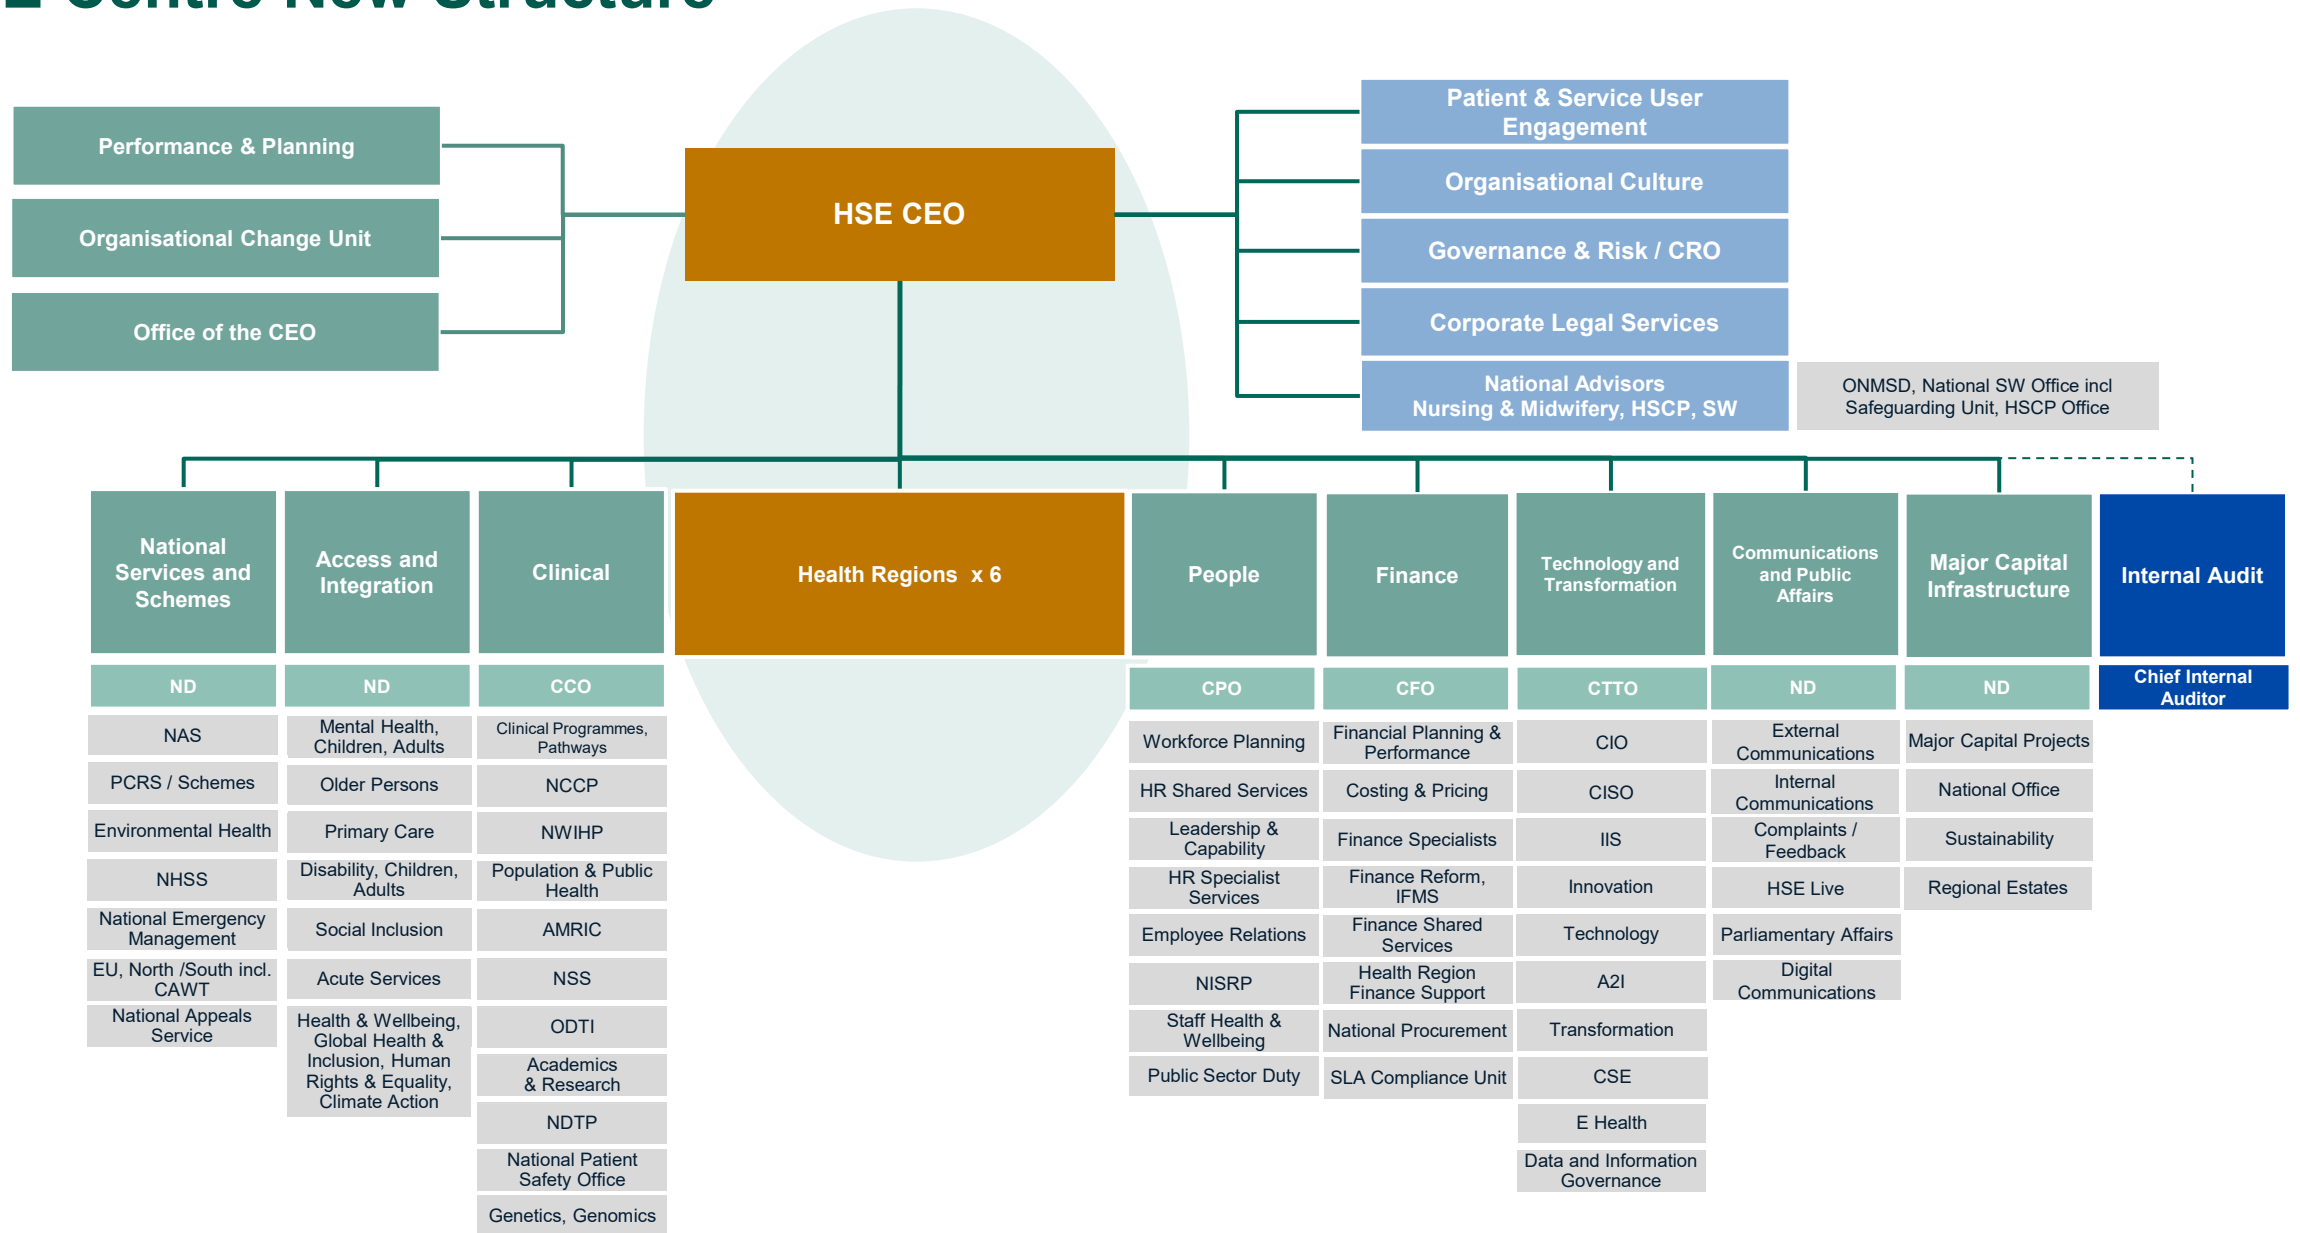 Centre New Structure
Performance & Planning
Organisational Change Unit
Office of the CEO
HSE CEO
Patient & Service User
Engagement
Organisational Culture
Governance & Risk / CRO
Corporate Legal Services
National Advisors
Nursing & Midwifery, HSCP, SW
ONMSD, National SW Office incl
Safeguarding Unit, HSCP Office
National
Services and
Schemes
ND
NAS
PCRS / Schemes
Environmental Health
NHSS
National Emergency
Management
EU, North /South incl.
CAWT
National Appeals
Service
Access and
Integration
ND
Mental Health,
Children, Adults
Older Persons
Primary Care
Disability, Children,
Adults
Social Inclusion
Acute Services
Health & Wellbeing,
Global Health &
Inclusion, Human
Rights & Equality,
Climate Action
Clinical
CCO
Clinical Programmes,
Pathways
NCCP
NWIHP
Population & Public
Health
AMRIC
NSS
ODTI
Academics
& Research
NDTP
National Patient
Safety Office
Genetics, Genomics
Health Regions x 6
People
CPO
Workforce Planning
HR Shared Services
Leadership &
Capability
HR Specialist
Services
Employee Relations
NISRP
Staff Health &
Wellbeing
Public Sector Duty
Finance
CFO
Financial Planning &
Performance
Costing & Pricing
Finance Specialists
Finance Reform,
IFMS
Finance Shared
Services
Health Region
Finance Support
National Procurement
SLA Compliance Unit
Technology and
Transformation
CTTO
CIO
CISO
IIS
Innovation
Technology
A2I
Transformation
CSE
E Health
Data and Information
Governance
Communications
and Public
Affairs
ND
External
Communications
Internal
Communications
Complaints /
Feedback
HSE Live
Parliamentary Affairs
Digital
Communications
Major Capital
Infrastructure
ND
Major Capital Projects
National Office
Sustainability
Regional Estates
Internal Audit
Chief Internal
Auditor